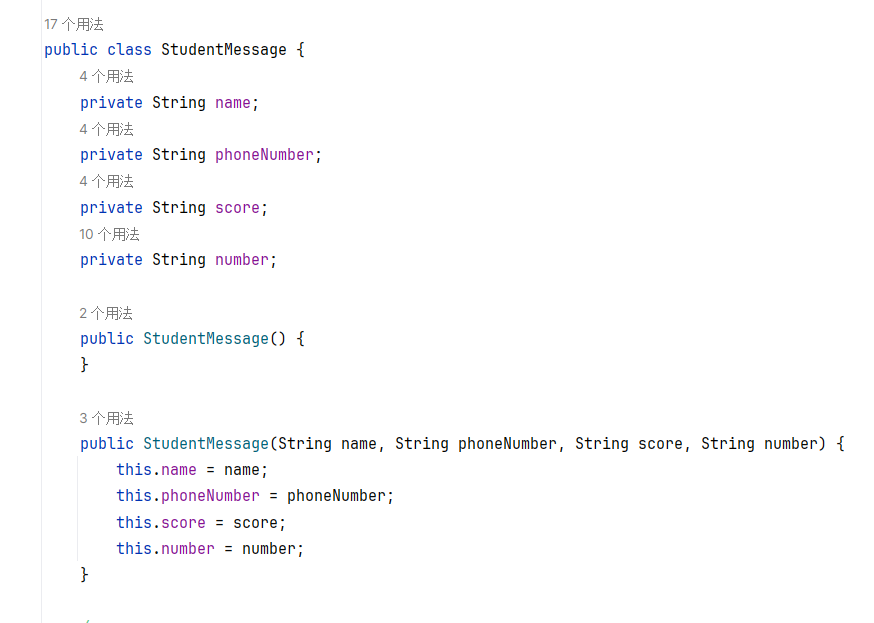 17 个用法
public class StudentMessage {
4 个用法
private String name;
4 个用法
private String phoneNumber;
4 个用法
private String score;
10 个用法
private String number;
2 个用法
public StudentMessage() {
}
3 个用法
public StudentMessage(String name, String phoneNumber, String score, String number) {
this.name = name;
this.phoneNumber = phoneNumber;
this.score = score;
this.number = number;
}